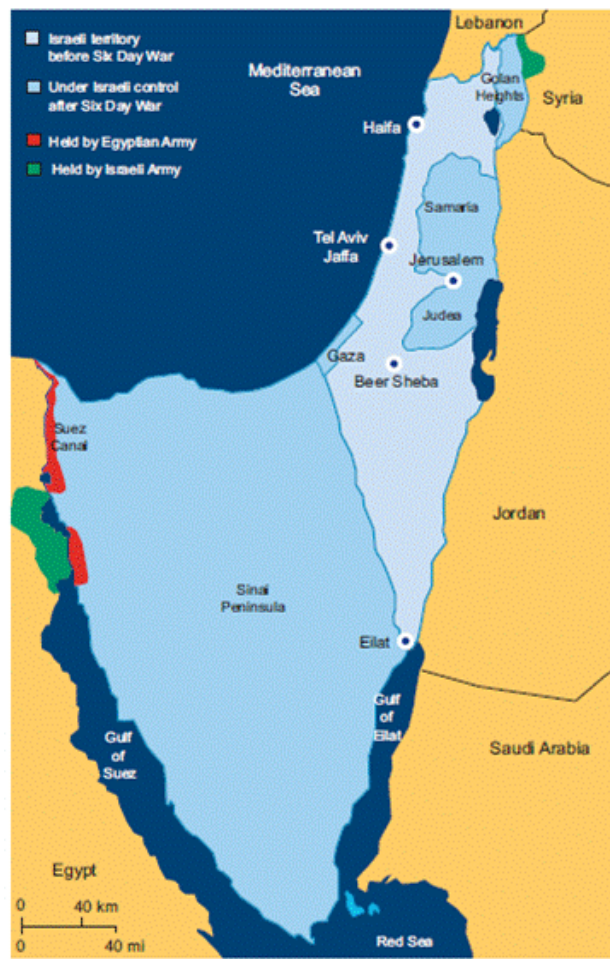 Israeli territory
before Six Day War
Under Israeli control
after Six Day War
Held by Egyptian Army
Held by Israeli Army
Mediterranean
Sea
Lebanon
Golan
Heights
Syria
Haifa
Samaria
Tel Aviv
Jaffa
Jerusalem
Judea
Gaza
Beer Sheba
Suez
Canal
Jordan
Sinai
Peninsula
Eilat
Gulf
of
Eilat
Gulf
of
Suez
Saudi Arabia
Egypt
0 40 km
0 40 mi
Red Sea